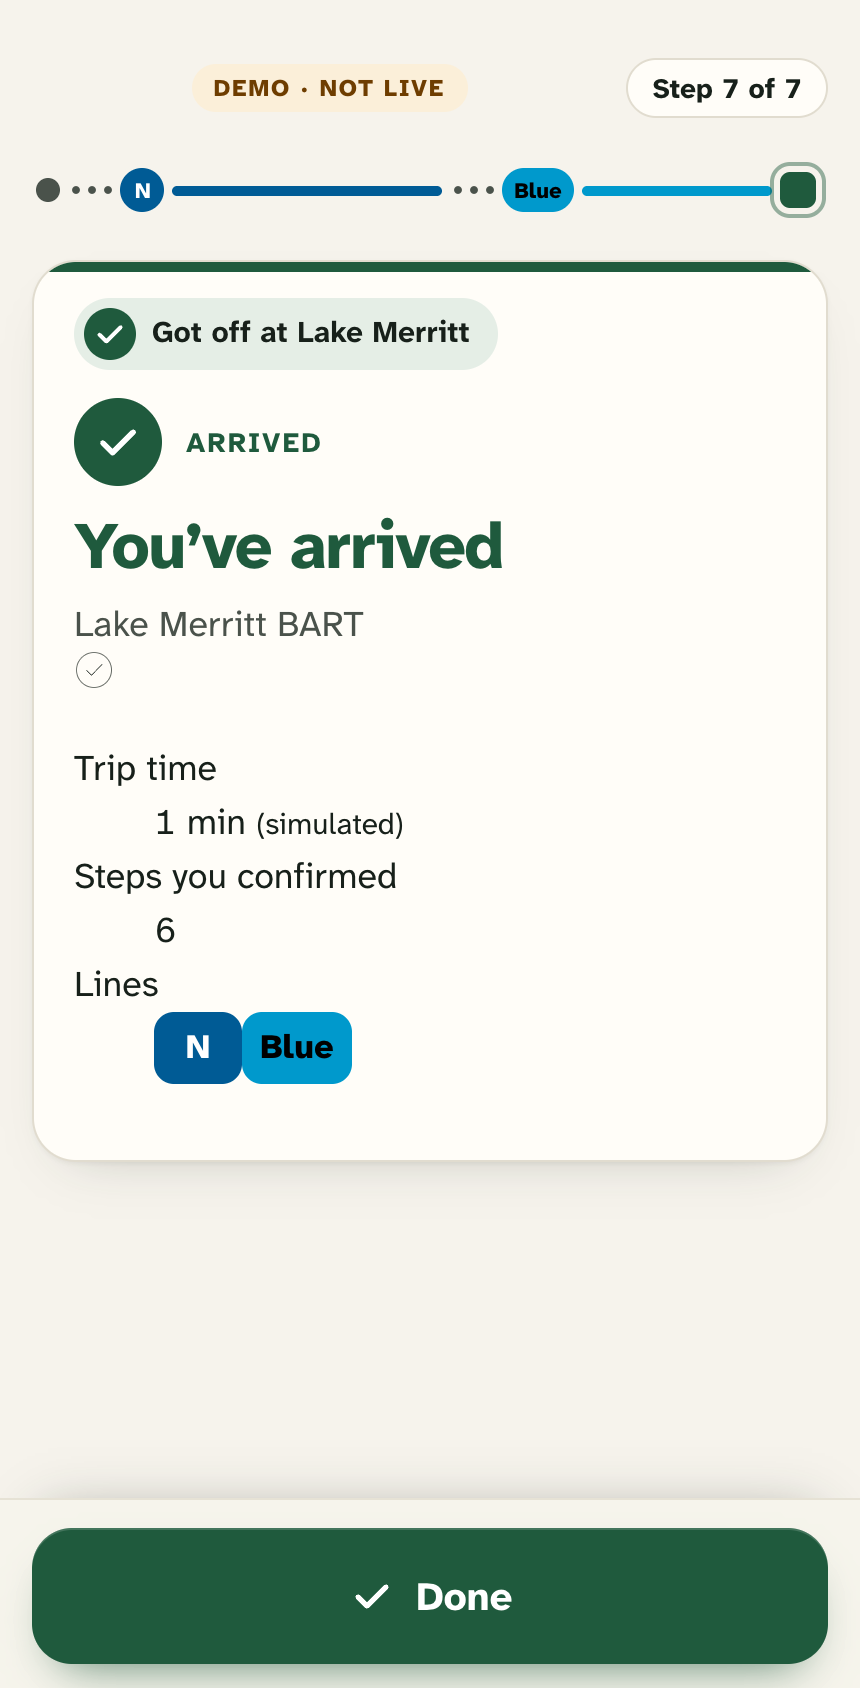 DEMO · NOT LIVE
Step 7 of 7
N
Blue
Got off at Lake Merritt
ARRIVED
You’ve arrived
Lake Merritt BART
Trip time
1 min (simulated)
Steps you confirmed
6
Lines
N Blue
Done